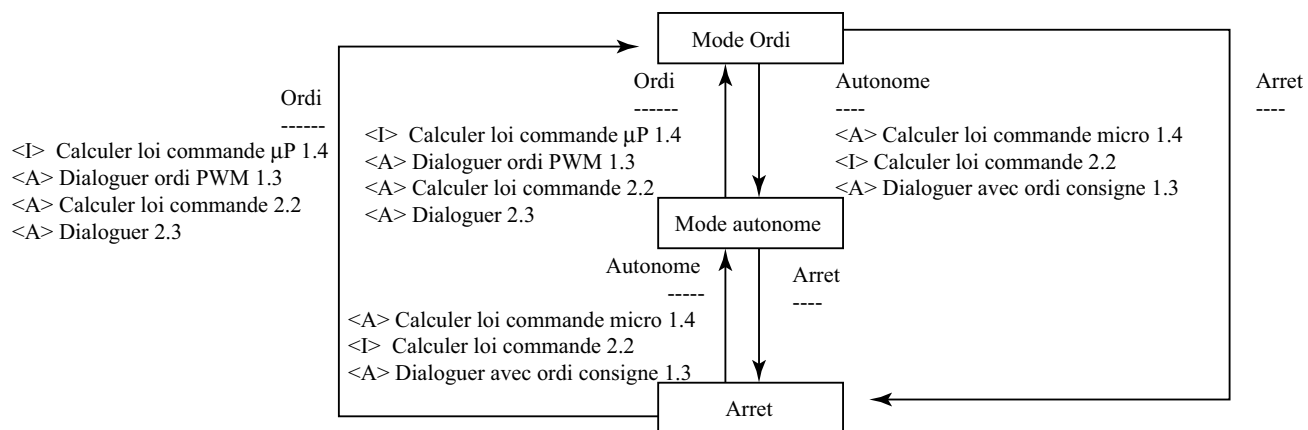 Mode Ordi
Ordi
------
<I> Calculer loi commande µP 1.4
<A> Dialoguer ordi PWM 1.3
<A> Calculer loi commande 2.2
<A> Dialoguer 2.3
Ordi
------
<I> Calculer loi commande µP 1.4
<A> Dialoguer ordi PWM 1.3
<A> Calculer loi commande 2.2
<A> Dialoguer 2.3
Autonome
----
<A> Calculer loi commande micro 1.4
<I> Calculer loi commande 2.2
<A> Dialoguer avec ordi consigne 1.3
Arret
----
Mode autonome
Autonome
-----
<A> Calculer loi commande micro 1.4
<I> Calculer loi commande 2.2
<A> Dialoguer avec ordi consigne 1.3
Arret
----
Arret